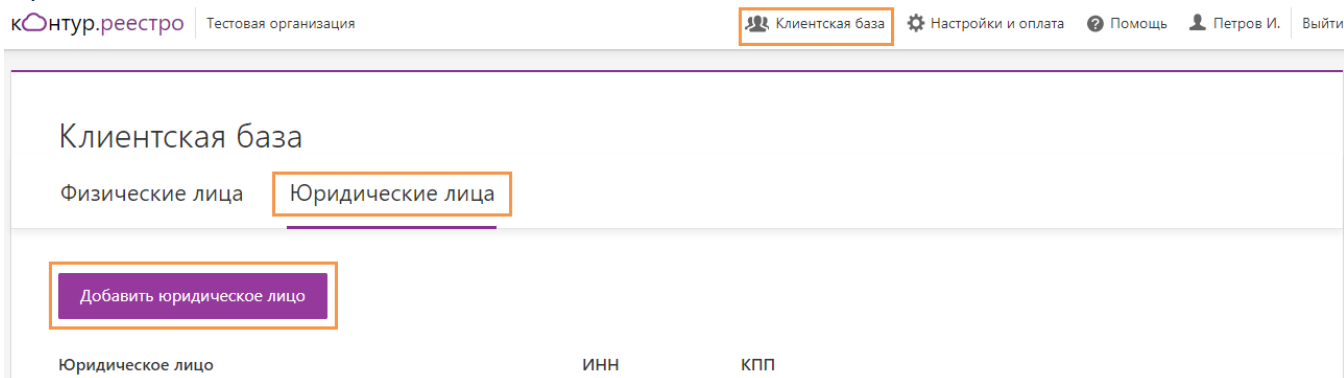 контур.реестро Тестовая организация Клиентская база Настройки и оплата Помощь Петров И. Выйти
Клиентская база
Физические лица Юридические лица
Добавить юридическое лицо
Юридическое лицо ИНН КПП